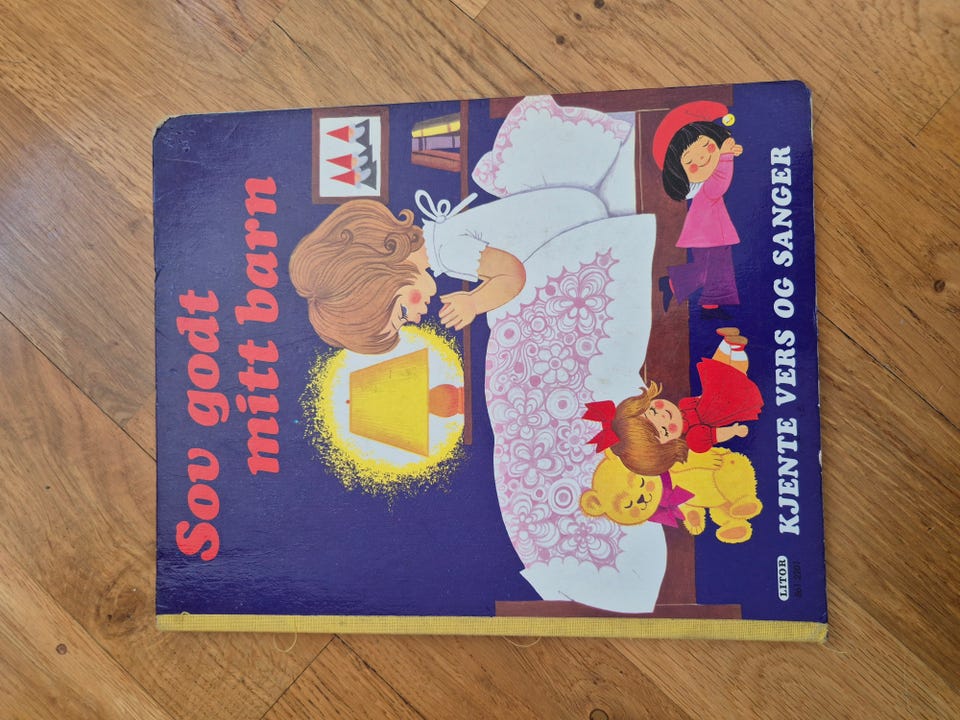 Sov godt
mitt barn
KJENTE VERS OG SANGER
LITOR